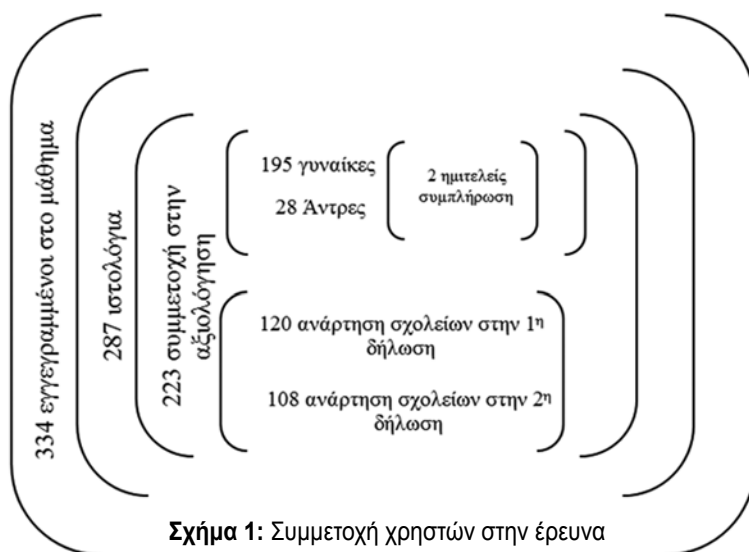 334 εγγεγραμμένοι στο μάθημα
287 ιστολόγια
223 συμμετοχή στην
αξιολόγηση
195 γυναίκες
28 Άντρες
2 ημιτελείς
συμπλήρωση
120 ανάρτηση σχολείων στην 1η
δήλωση
108 ανάρτηση σχολείων στην 2η
δήλωση
Σχήμα 1: Συμμετοχή χρηστών στην έρευνα